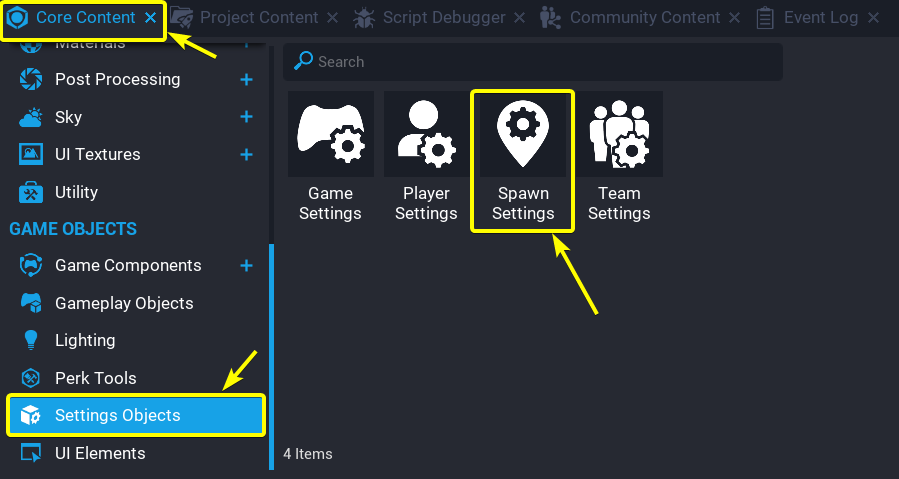 Core Content
Project Content
Script Debugger
Community Content
Event Log
Materials
Post Processing
Sky
UI Textures
Utility
GAME OBJECTS
Game Components
Gameplay Objects
Lighting
Perk Tools
Settings Objects
UI Elements
Search
Game
Settings
Player
Settings
Spawn
Settings
Team
Settings
4 Items